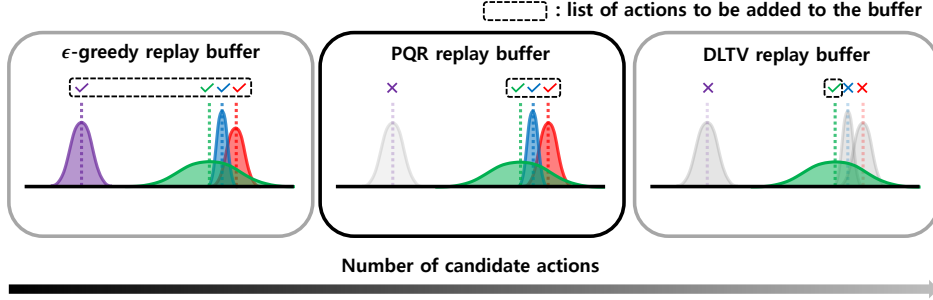 : list of actions to be added to the buffer
ϵ-greedy replay buffer
PQR replay buffer
DLTV replay buffer
Number of candidate actions